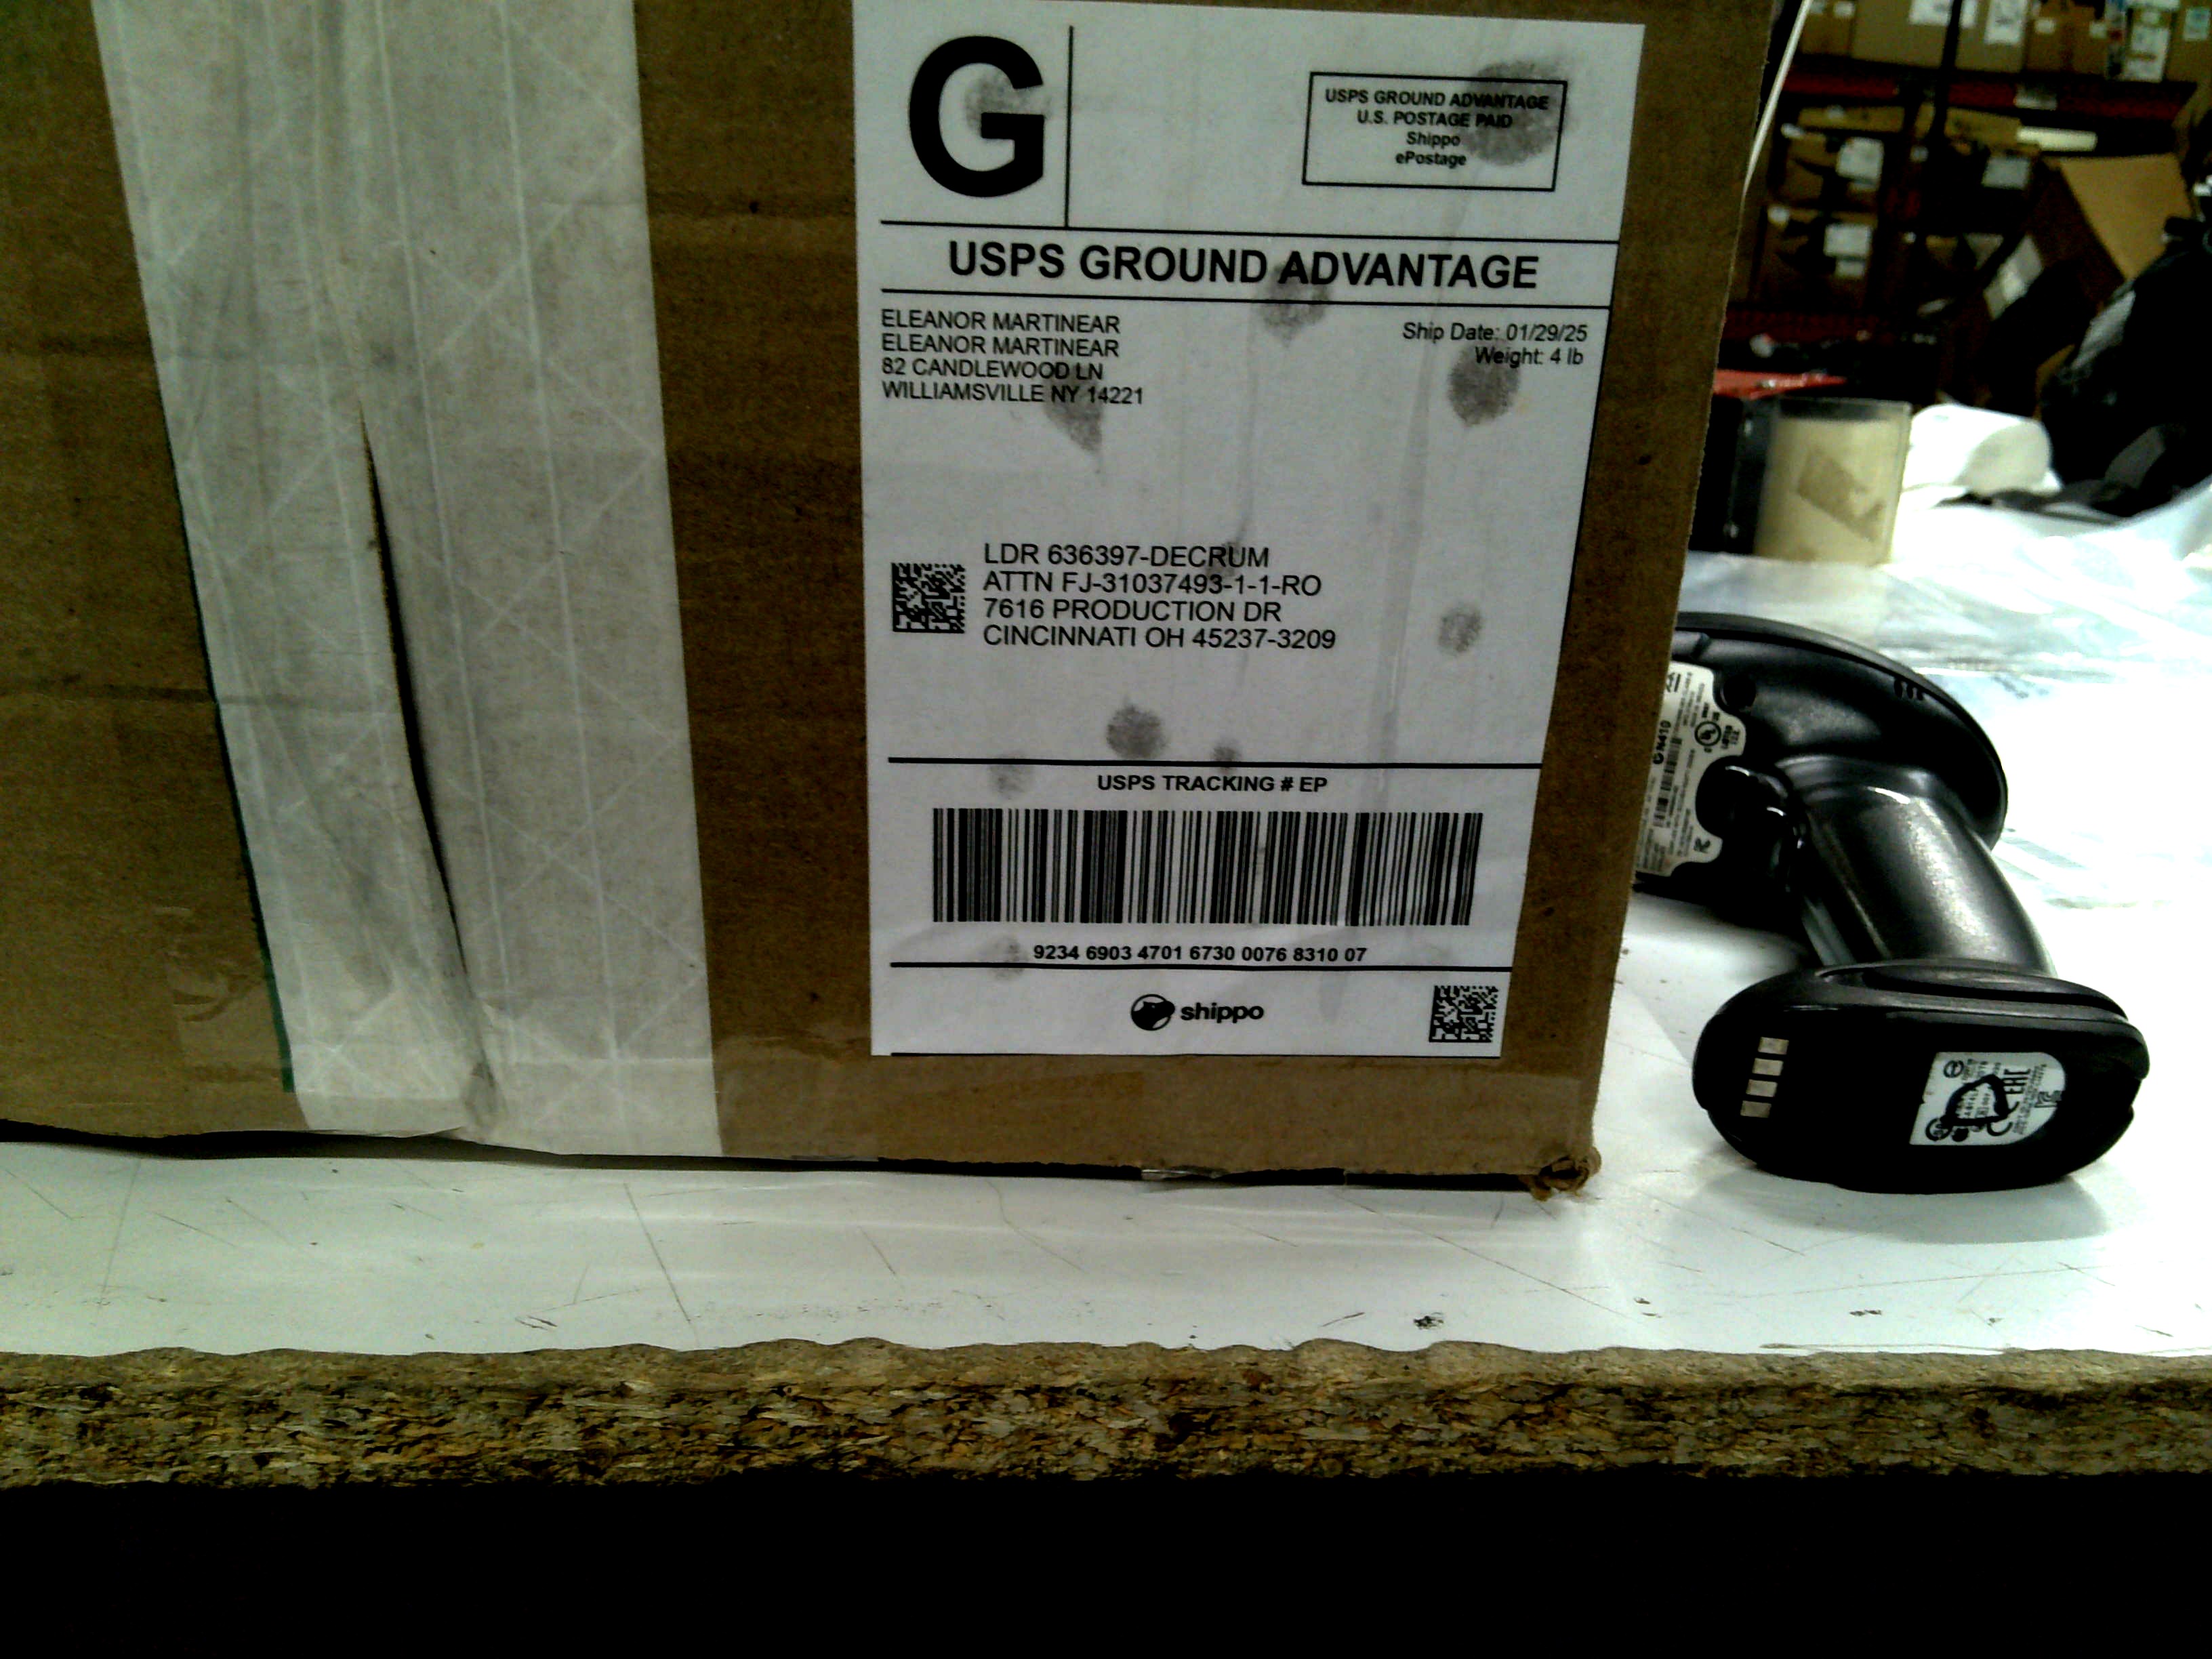 G
USPS GROUND ADVANTAGE
U.S. POSTAGE PAID
Shippo
ePostage
USPS GROUND ADVANTAGE
ELEANOR MARTINEAR
ELEANOR MARTINEAR
82 CANDLEWOOD LN
WILLIAMSVILLE NY 14221
Ship Date: 01/29/25
Weight: 4 lb
LDR 636397-DECRUM
ATTN FJ-31037493-1-1-RO
7616 PRODUCTION DR
CINCINNATI OH 45237-3209
USPS TRACKING # EP
9234 6903 4701 6730 0076 8310 07
shippo
EAC